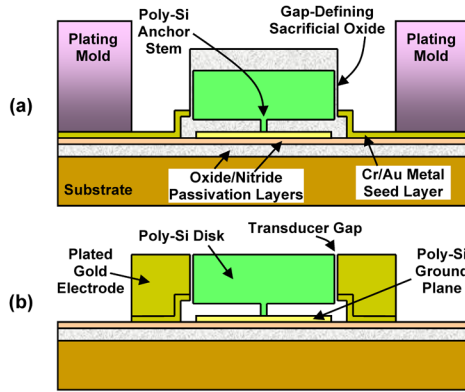 Plating
Mold
Poly-Si
Anchor
Stem
Gap-Defining
Sacrificial Oxide
Plating
Mold
(a)
Substrate
Oxide/Nitride
Passivation Layers
Cr/Au Metal
Seed Layer
Poly-Si Disk
Transducer Gap
Plated
Gold
Electrode
Poly-Si
Ground
Plane
(b)